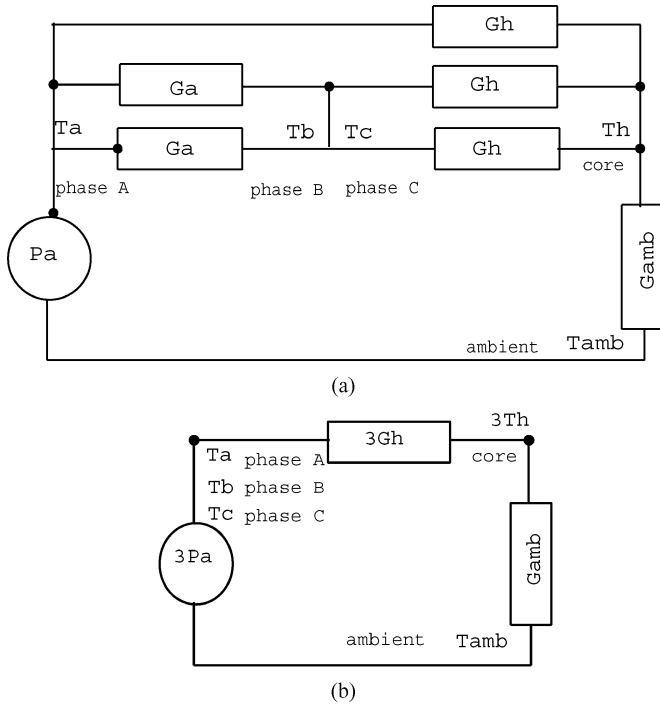 Gh
Ga Gh
Ta Ga Tb Tc Gh Th
phase A phase B phase C core
Pa
Gamb
ambient Tamb
(a)
3Gh 3Th
Ta phase A core
Tb phase B
Tc phase C
3Pa
Gamb
ambient Tamb
(b)